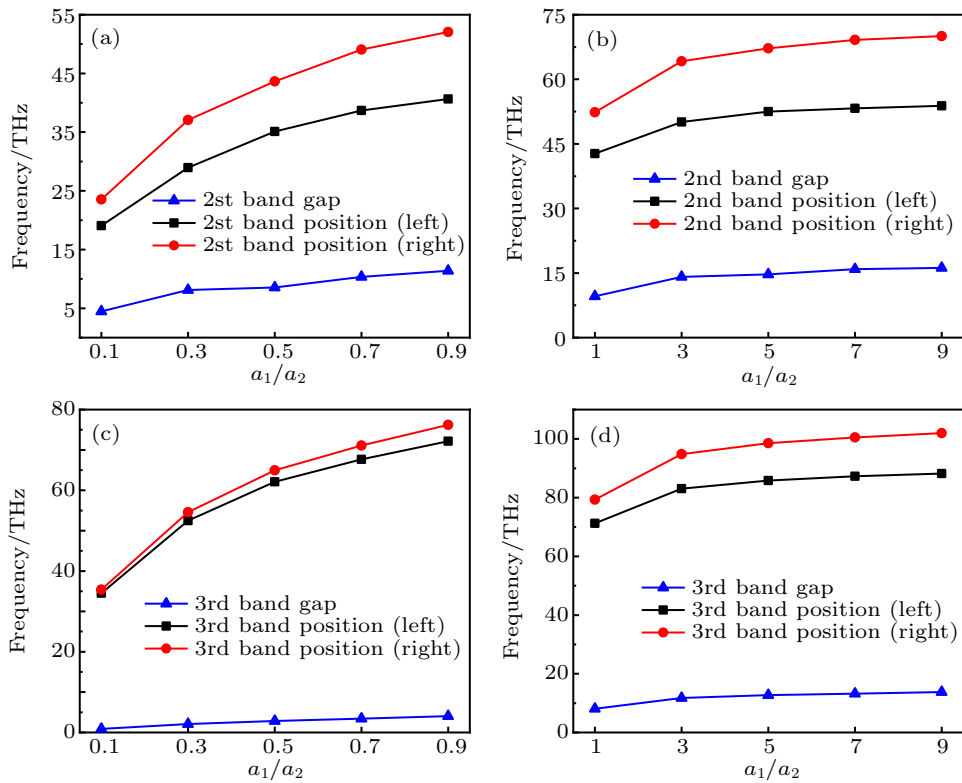 (a)
Frequency/THz
55
45
35
25
15
5
2st band gap
2st band position (left)
2st band position (right)
0.1 0.3 0.5 0.7 0.9
a1/a2
(b)
Frequency/THz
75
60
45
30
15
0
2nd band gap
2nd band position (left)
2nd band position (right)
1 3 5 7 9
a1/a2
(c)
Frequency/THz
80
60
40
20
0
3rd band gap
3rd band position (left)
3rd band position (right)
0.1 0.3 0.5 0.7 0.9
a1/a2
(d)
Frequency/THz
100
80
60
40
20
0
3rd band gap
3rd band position (left)
3rd band position (right)
1 3 5 7 9
a1/a2